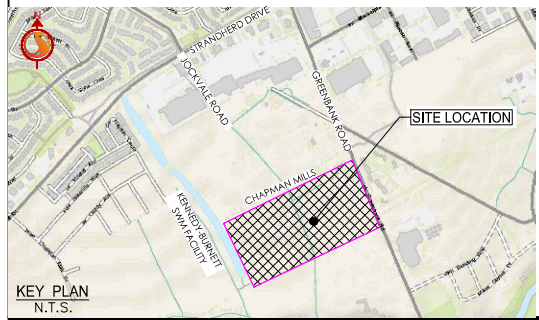 N
STRANDHERD DRIVE
JOCKVALE ROAD
GREENBANK ROAD
SITE LOCATION
CHAPMAN MILLS
KENNEDY-BURNETT
SWM FACILITY
KEY PLAN
N.T.S.